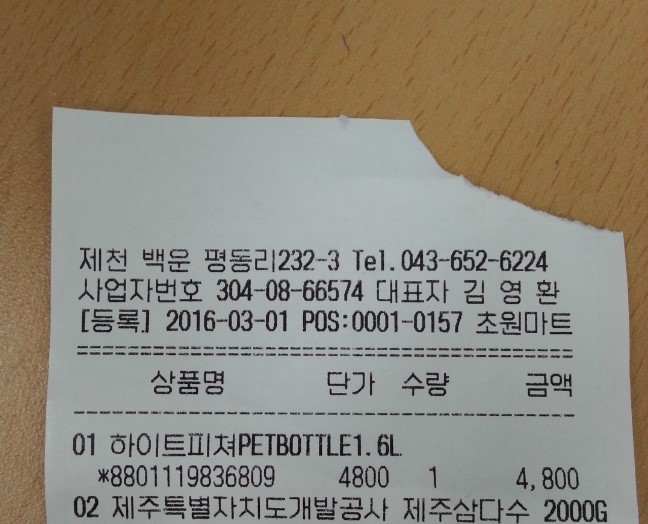 제천 백운 평동리232-3 Tel.043-652-6224
사업자번호 304-08-66574 대표자 김 영 환
[등록] 2016-03-01 POS:0001-0157 초원마트
상품명 단가 수량 금액
01 하이트피쳐PETBOTTLE1.6L
*8801119836809 4800 1 4,800
02 제주특별자치도개발공사 제주삼다수 2000G